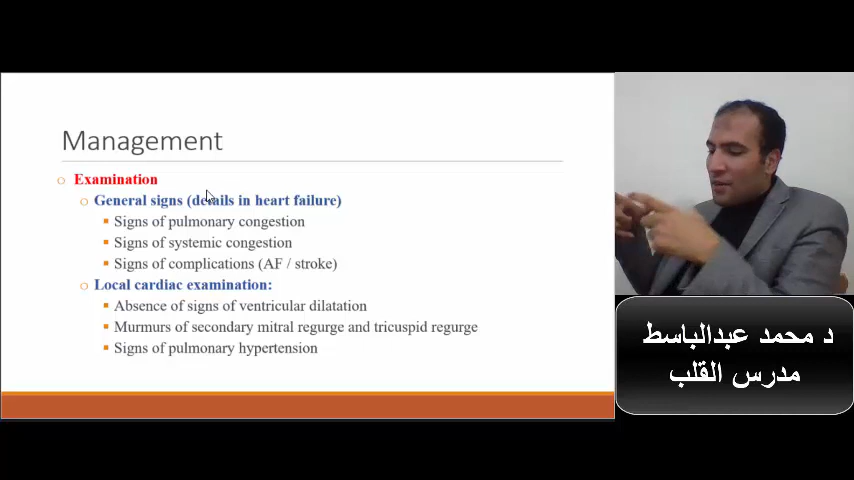 Management
Examination
General signs (details in heart failure)
Signs of pulmonary congestion
Signs of systemic congestion
Signs of complications (AF / stroke)
Local cardiac examination:
Absence of signs of ventricular dilatation
Murmurs of secondary mitral regurge and tricuspid regurge
Signs of pulmonary hypertension
د محمد عبدالباسط
مدرس القلب